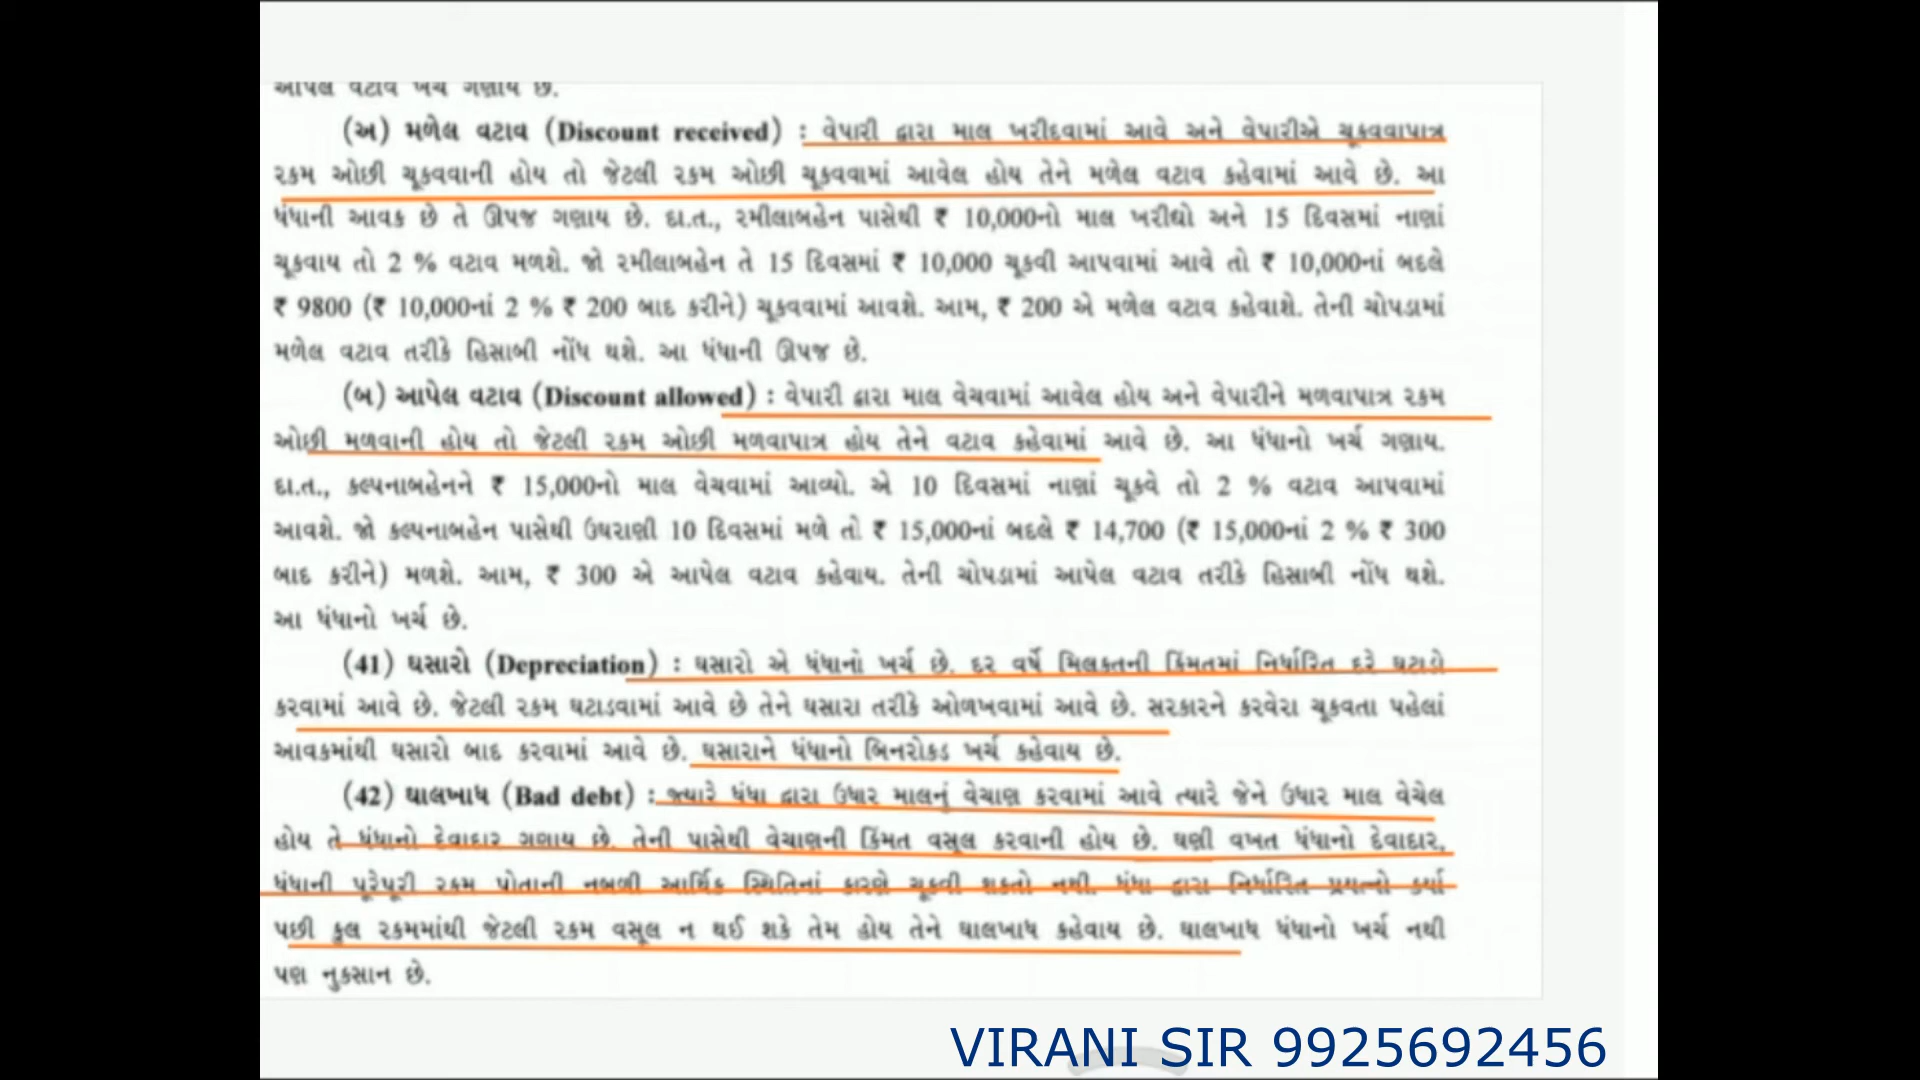 આપેલ વટાવ ખર્ચ ગણાય છે.
(અ) મળેલ વટાવ (Discount received) : વેપારી દ્વારા માલ ખરીદવામાં આવે અને વેપારીએ ચૂકવવાપાત્ર
રકમ ઓછી ચૂકવવાની હોય તો જેટલી રકમ ઓછી ચૂકવવામાં આવેલ હોય તેને મળેલ વટાવ કહેવામાં આવે છે. આ
ધંધાની આવક છે તે ઊપજ ગણાય છે. દા.ત., રમીલાબહેન પાસેથી ₹ 10,000નો માલ ખરીદ્યો અને 15 દિવસમાં નાણાં
ચૂકવાય તો 2 % વટાવ મળશે. જો રમીલાબહેન તે 15 દિવસમાં ₹ 10,000 ચૂકવી આપવામાં આવે તો ₹ 10,000નાં બદલે
₹ 9800 (₹ 10,000નાં 2 % ₹ 200 બાદ કરીને) ચૂકવવામાં આવશે. આમ, ₹ 200 એ મળેલ વટાવ કહેવાશે. તેની ચોપડામાં
મળેલ વટાવ તરીકે હિસાબી નોંધ થશે. આ ધંધાની ઊપજ છે.
(બ) આપેલ વટાવ (Discount allowed) : વેપારી દ્વારા માલ વેચવામાં આવેલ હોય અને વેપારીને મળવાપાત્ર રકમ
ઓછી મળવાની હોય તો જેટલી રકમ ઓછી મળવાપાત્ર હોય તેને વટાવ કહેવામાં આવે છે. આ ધંધાનો ખર્ચ ગણાય.
દા.ત., કલ્પનાબહેનને ₹ 15,000નો માલ વેચવામાં આવ્યો. એ 10 દિવસમાં નાણાં ચૂકવે તો 2 % વટાવ આપવામાં
આવશે. જો કલ્પનાબહેન પાસેથી ઉઘરાણી 10 દિવસમાં મળે તો ₹ 15,000નાં બદલે ₹ 14,700 (₹ 15,000નાં 2 % ₹ 300
બાદ કરીને) મળશે. આમ, ₹ 300 એ આપેલ વટાવ કહેવાય. તેની ચોપડામાં આપેલ વટાવ તરીકે હિસાબી નોંધ થશે.
આ ધંધાનો ખર્ચ છે.
(41) ઘસારો (Depreciation) : ઘસારો એ ધંધાનો ખર્ચ છે. દર વર્ષે મિલકતની કિંમતમાં નિર્ધારિત દરે ઘટાડો
કરવામાં આવે છે. જેટલી રકમ ઘટાડવામાં આવે છે તેને ઘસારા તરીકે ઓળખવામાં આવે છે. સરકારને કરવેરા ચૂકવતા પહેલાં
આવકમાંથી ઘસારો બાદ કરવામાં આવે છે. ઘસારાને ધંધાનો બિનરોકડ ખર્ચ કહેવાય છે.
(42) ઘાલખાધ (Bad debt) : જ્યારે ધંધા દ્વારા ઉધાર માલનું વેચાણ કરવામાં આવે ત્યારે જેને ઉધાર માલ વેચેલ
હોય તે ધંધાનો દેવાદાર ગણાય છે. તેની પાસેથી વેચાણની કિંમત વસૂલ કરવાની હોય છે. ઘણી વખત ધંધાનો દેવાદાર,
ધંધાની પૂરેપૂરી રકમ પોતાની નબળી આર્થિક સ્થિતિનાં કારણે ચૂકવી શકતો નથી. ધંધા દ્વારા નિર્ધારિત પ્રયત્નો કર્યા
પછી કુલ રકમમાંથી જેટલી રકમ વસૂલ ન થઈ શકે તેમ હોય તેને ઘાલખાધ કહેવાય છે. ઘાલખાધ ધંધાનો ખર્ચ નથી
પણ નુકસાન છે.
VIRANI SIR 9925692456